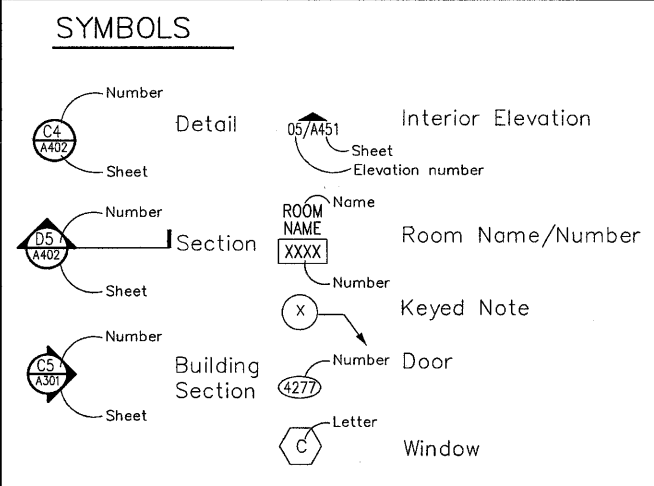 SYMBOLS
Number
C4
A402
Detail
Sheet
Number
D5
A402
Section
Sheet
Number
C5
A301
Building
Section
Sheet
05/A451
Interior Elevation
Sheet
Elevation number
Name
ROOM
NAME
XXXX
Room Name/Number
Number
X
Keyed Note
Number
4277
Door
Letter
C
Window